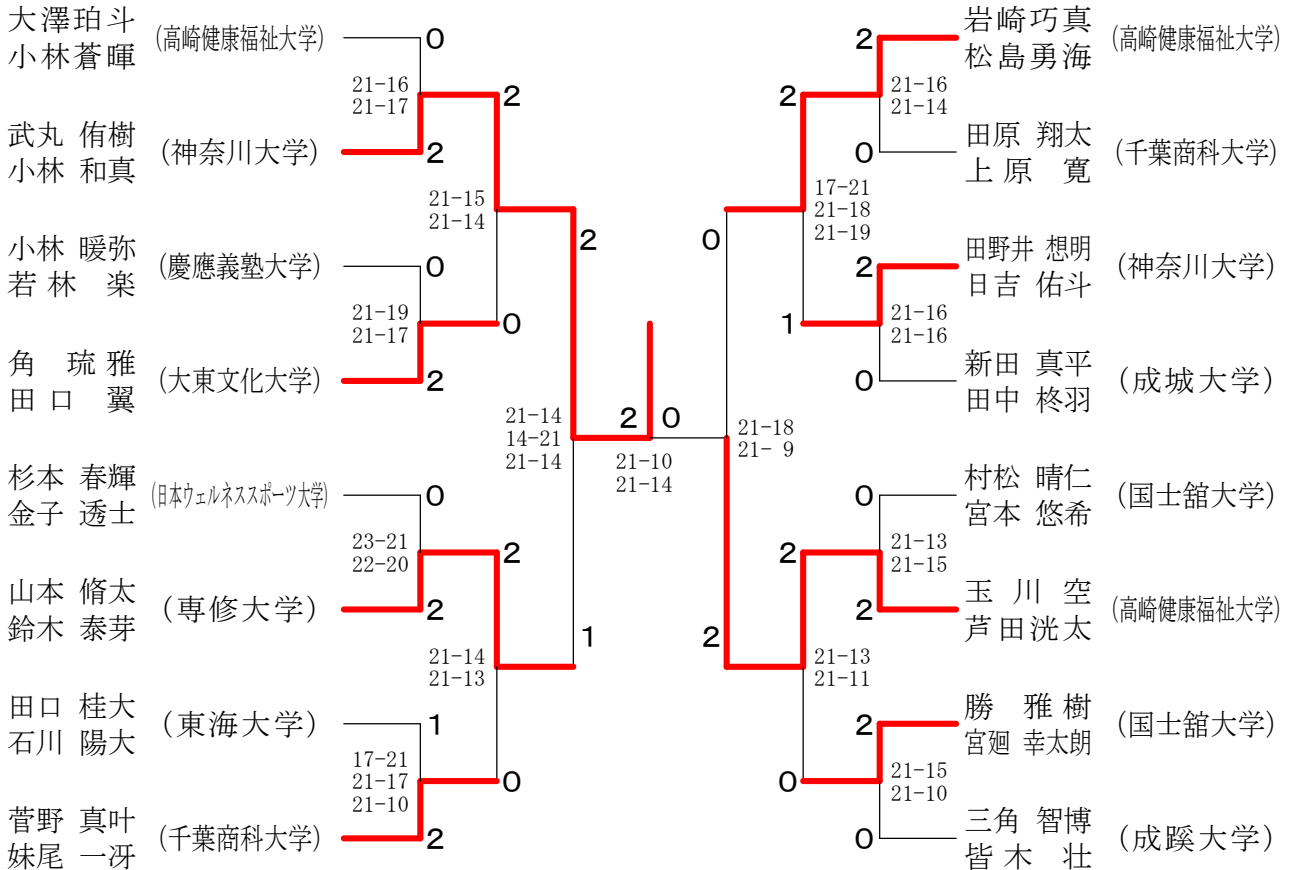 大澤珀斗
小林蒼暉
(高崎健康福祉大学)
0
21-16
21-17
2
武丸 侑樹
小林 和真
(神奈川大学)
2
21-15
21-14
2
小林 暖弥
若林 楽
(慶應義塾大学)
0
21-19
21-17
0
角 琉雅
田口 翼
(大東文化大学)
2
21-14
14-21
21-14
杉本 春輝
金子 透士
(日本ウェルネススポーツ大学)
0
23-21
22-20
2
山本 脩太
鈴木 泰芽
(専修大学)
2
21-14
21-13
1
田口 桂大
石川 陽大
(東海大学)
1
17-21
21-17
21-10
0
菅野 真叶
妹尾 一冴
(千葉商科大学)
2
2 0
21-10
21-14
岩崎巧真
松島勇海
(高崎健康福祉大学)
2
21-16
21-14
2
田原 翔太
上原 寛
(千葉商科大学)
0
17-21
21-18
21-19
0
田野井 想明
日吉 佑斗
(神奈川大学)
2
21-16
21-16
1
新田 真平
田中 柊羽
(成城大学)
0
21-18
21- 9
村松 晴仁
宮本 悠希
(国士舘大学)
0
21-13
21-15
2
玉川 空
芦田洸太
(高崎健康福祉大学)
2
21-13
21-11
2
勝 雅樹
宮廻 幸太朗
(国士舘大学)
2
21-15
21-10
0
三角 智博
皆木 壮
(成蹊大学)
0